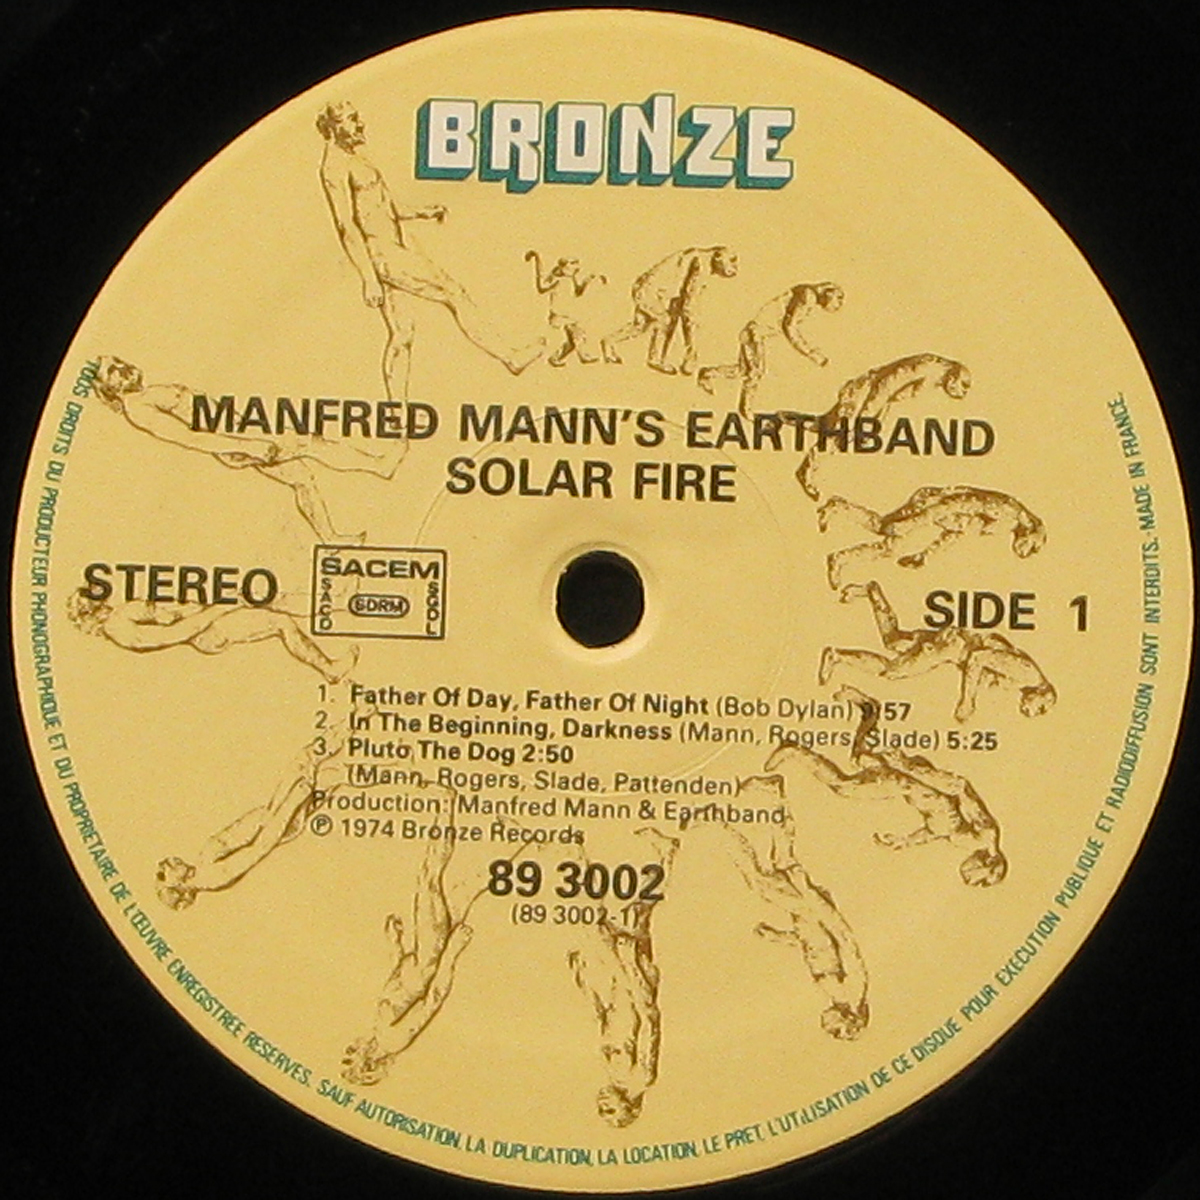 BRONZE
MANFRED MANN'S EARTHBAND
SOLAR FIRE
STEREO
SACEM
SACD
SDRM
SGDL
SIDE 1
1. Father Of Day, Father Of Night (Bob Dylan) 9:57
2. In The Beginning, Darkness (Mann, Rogers, Slade) 5:25
3. Pluto The Dog 2:50
(Mann, Rogers, Slade, Pattenden)
Production: Manfred Mann & Earthband
℗ 1974 Bronze Records
89 3002
(89 3002-1)
TOUS DROITS DU PRODUCTEUR PHONOGRAPHIQUE ET DU PROPRIETAIRE DE L'ŒUVRE ENREGISTREE RESERVES. SAUF AUTORISATION, LA DUPLICATION, LA LOCATION, LE PRET, L'UTILISATION DE CE DISQUE POUR EXECUTION PUBLIQUE ET RADIODIFFUSION SONT INTERDITS.-MADE IN FRANCE.